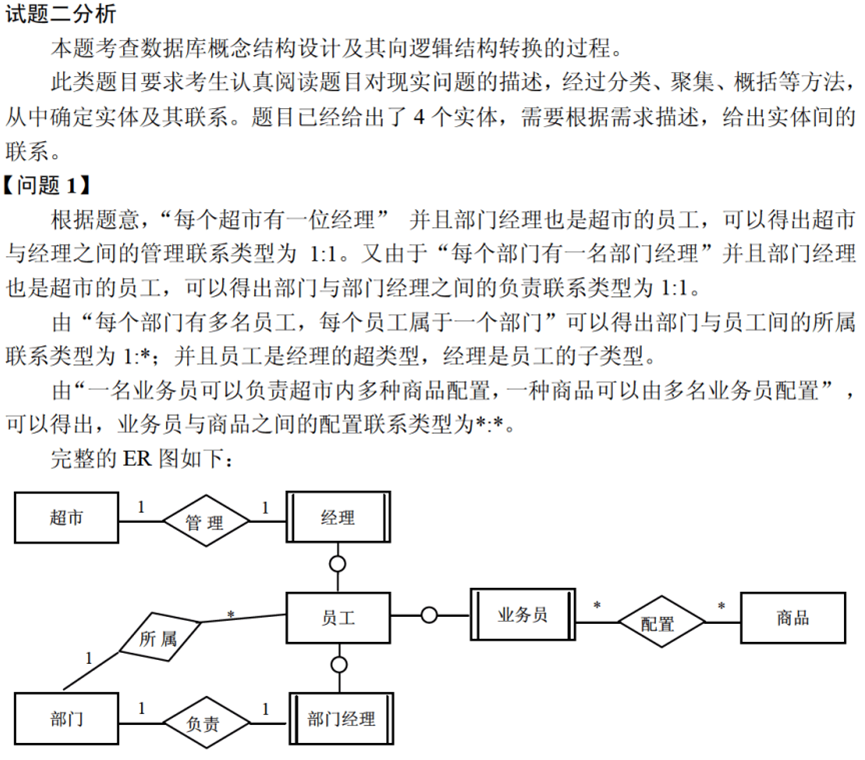 试题二分析
本题考查数据库概念结构设计及其向逻辑结构转换的过程。
此类题目要求考生认真阅读题目对现实问题的描述，经过分类、聚集、概括等方法，
从中确定实体及其联系。题目已经给出了 4 个实体，需要根据需求描述，给出实体间的
联系。
【问题 1】
根据题意，“每个超市有一位经理” 并且部门经理也是超市的员工，可以得出超市
与经理之间的管理联系类型为 1:1。又由于“每个部门有一名部门经理”并且部门经理
也是超市的员工，可以得出部门与部门经理之间的负责联系类型为 1:1。
由“每个部门有多名员工，每个员工属于一个部门”可以得出部门与员工间的所属
联系类型为 1:*；并且员工是经理的超类型，经理是员工的子类型。
由“一名业务员可以负责超市内多种商品配置，一种商品可以由多名业务员配置”，
可以得出，业务员与商品之间的配置联系类型为*:*。
完整的 ER 图如下：
超市 1 管 理 1 经理
所 属 * 员工 业务员 * 配置 * 商品
1
部门 1 负责 1 部门经理